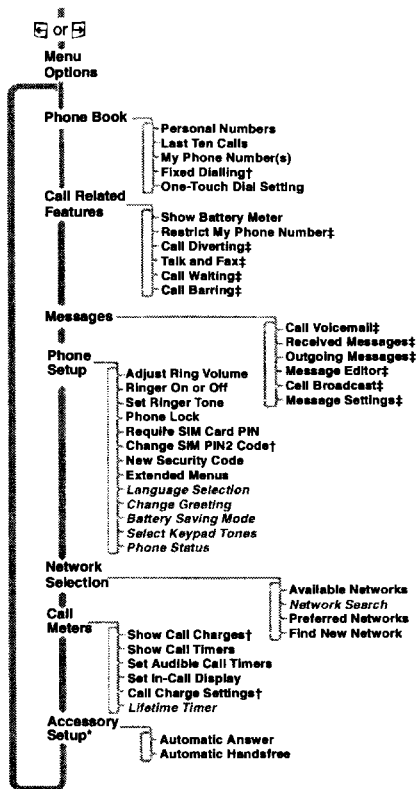 or
Menu
Options
Phone Book
Personal Numbers
Last Ten Calls
My Phone Number(s)
Fixed Dialling†
One-Touch Dial Setting
Call Related
Features
Show Battery Meter
Restrict My Phone Number‡
Call Diverting‡
Talk and Fax‡
Call Waiting‡
Call Barring‡
Messages
Call Voicemail‡
Received Messages‡
Outgoing Messages‡
Message Editor‡
Cell Broadcast‡
Message Settings‡
Phone
Setup
Adjust Ring Volume
Ringer On or Off
Set Ringer Tone
Phone Lock
Require SIM Card PIN
Change SIM PIN2 Code†
New Security Code
Extended Menus
Language Selection
Change Greeting
Battery Saving Mode
Select Keypad Tones
Phone Status
Network
Selection
Available Networks
Network Search
Preferred Networks
Find New Network
Call
Meters
Show Call Charges†
Show Call Timers
Set Audible Call Timers
Set In-Call Display
Call Charge Settings†
Lifetime Timer
Accessory
Setup*
Automatic Answer
Automatic Handsfree